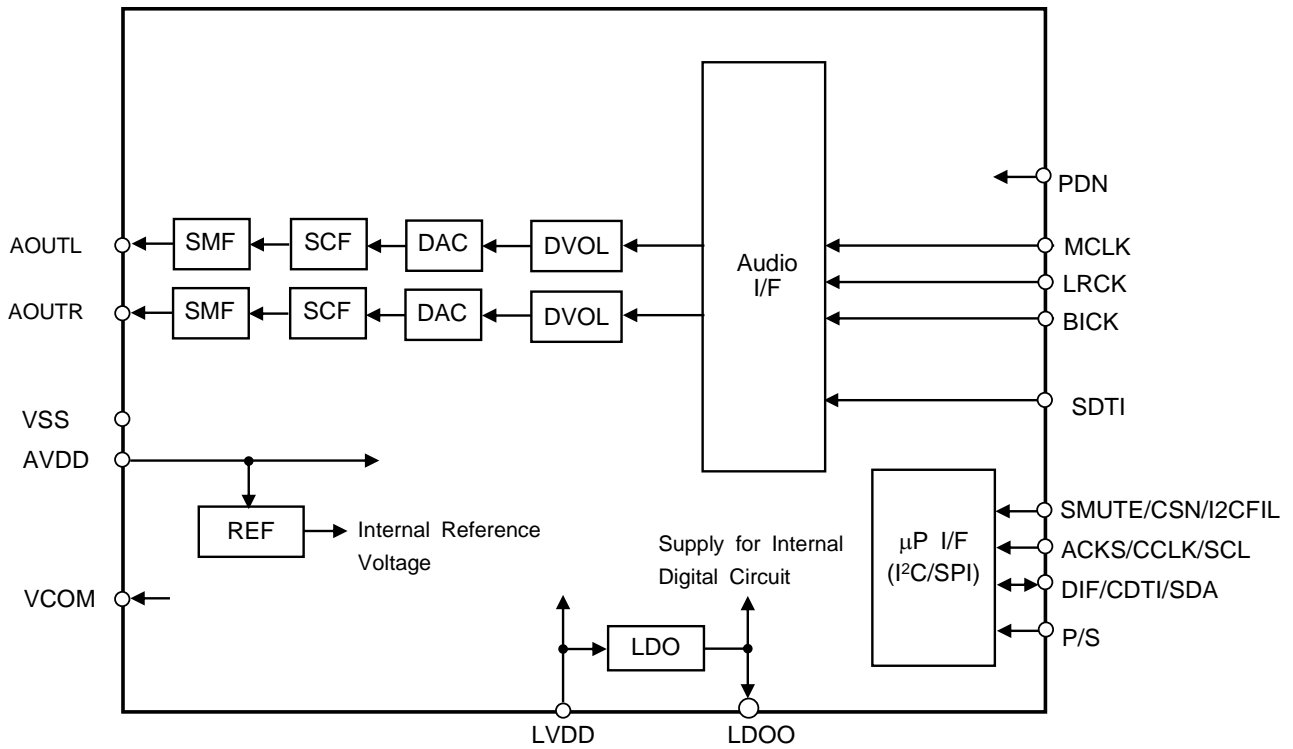 PDN
AOUTL
SMF
SCF
DAC
DVOL
Audio
I/F
MCLK
LRCK
AOUTR
SMF
SCF
DAC
DVOL
BICK
SDTI
VSS
AVDD
REF
Internal Reference
Voltage
VCOM
Supply for Internal
Digital Circuit
LDO
LVDD
LDOO
μP I/F
(I²C/SPI)
SMUTE/CSN/I2CFIL
ACKS/CCLK/SCL
DIF/CDTI/SDA
P/S